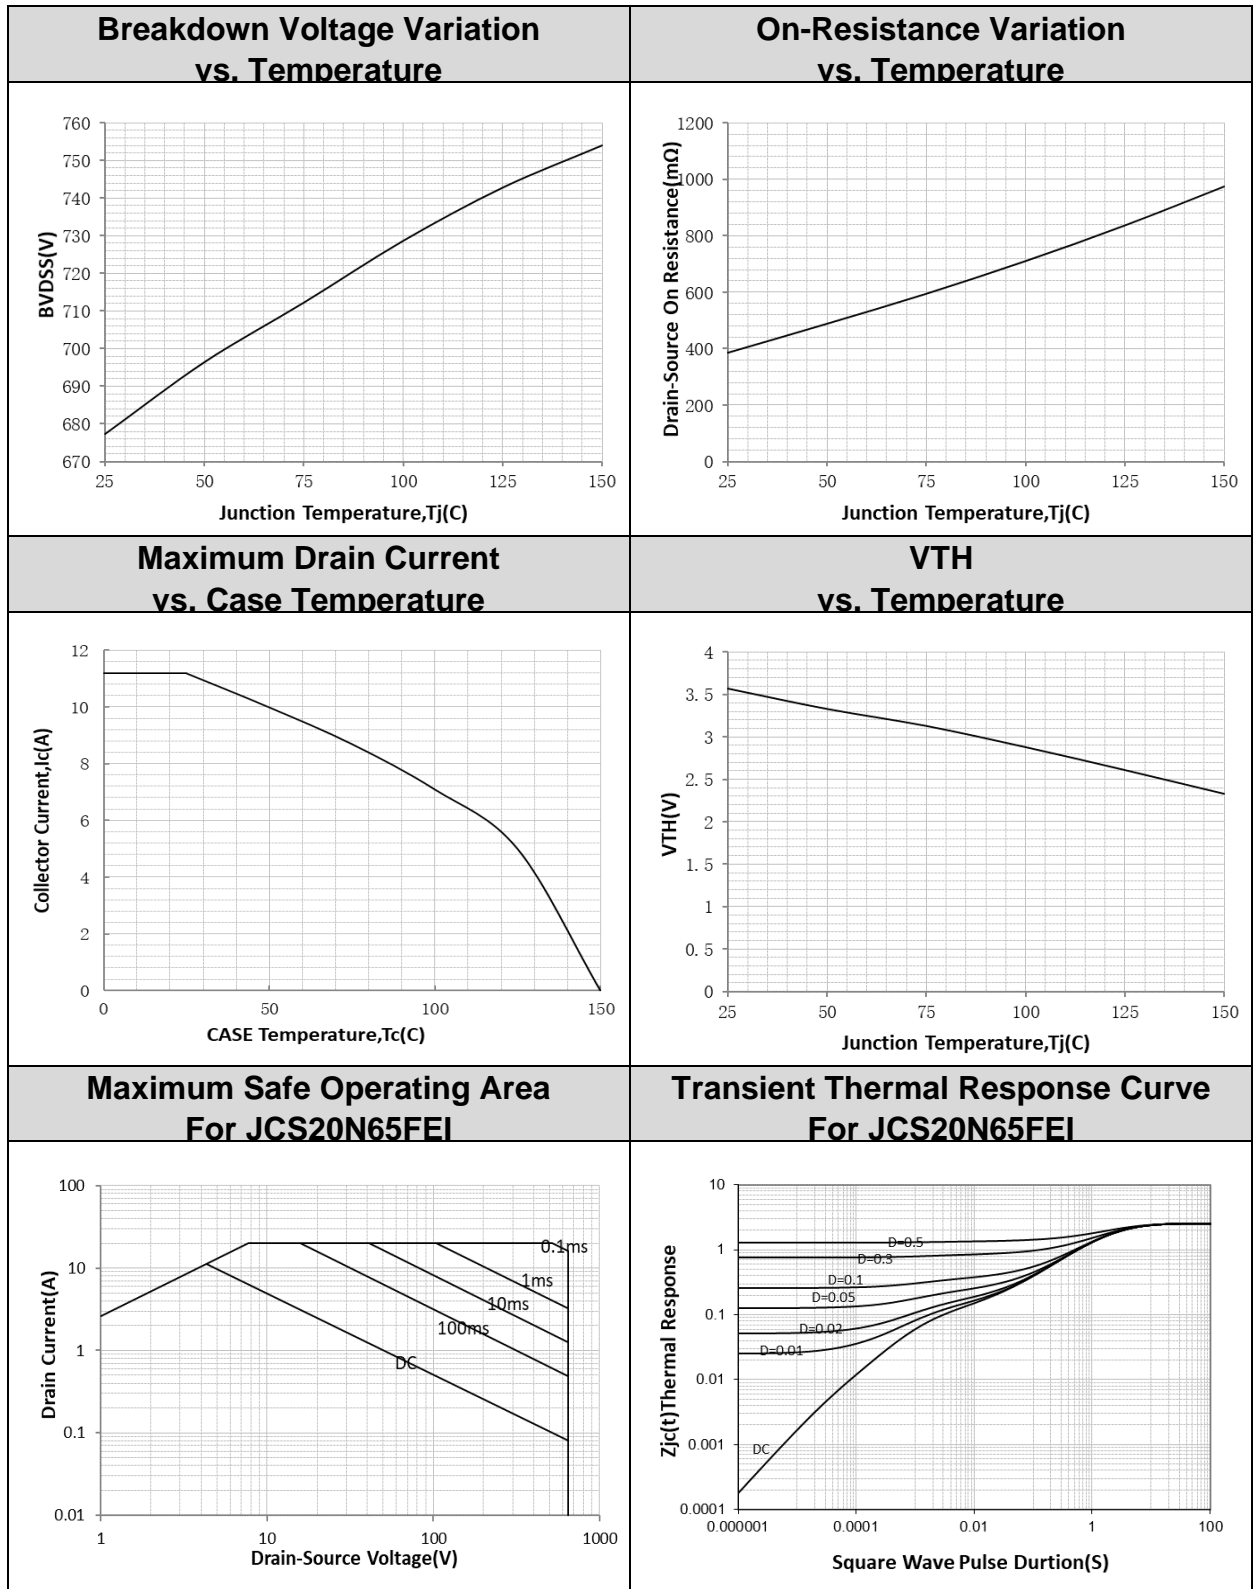 Breakdown Voltage Variation
vs. Temperature
On-Resistance Variation
vs. Temperature
760
750
740
730
720
710
700
690
680
670
BVDSS(V)
25
50
75
100
125
150
Junction Temperature,Tj(C)
1200
1000
800
600
400
200
0
Drain-Source On Resistance(mΩ)
25
50
75
100
125
150
Junction Temperature,Tj(C)
Maximum Drain Current
vs. Case Temperature
VTH
vs. Temperature
12
10
8
6
4
2
0
Collector Current,Ic(A)
0
50
100
150
CASE Temperature,Tc(C)
4
3.5
3
2.5
2
1.5
1
0.5
0
VTH(V)
25
50
75
100
125
150
Junction Temperature,Tj(C)
Maximum Safe Operating Area
For JCS20N65FEI
Transient Thermal Response Curve
For JCS20N65FEI
100
10
1
0.1
0.01
Drain Current(A)
0.1ms
1ms
10ms
100ms
DC
1
10
100
1000
Drain-Source Voltage(V)
10
1
0.1
0.01
0.001
0.0001
Zjc(t)Thermal Response
D=0.5
D=0.3
D=0.1
D=0.05
D=0.02
D=0.01
DC
0.000001
0.0001
0.01
1
100
Square Wave Pulse Durtion(S)